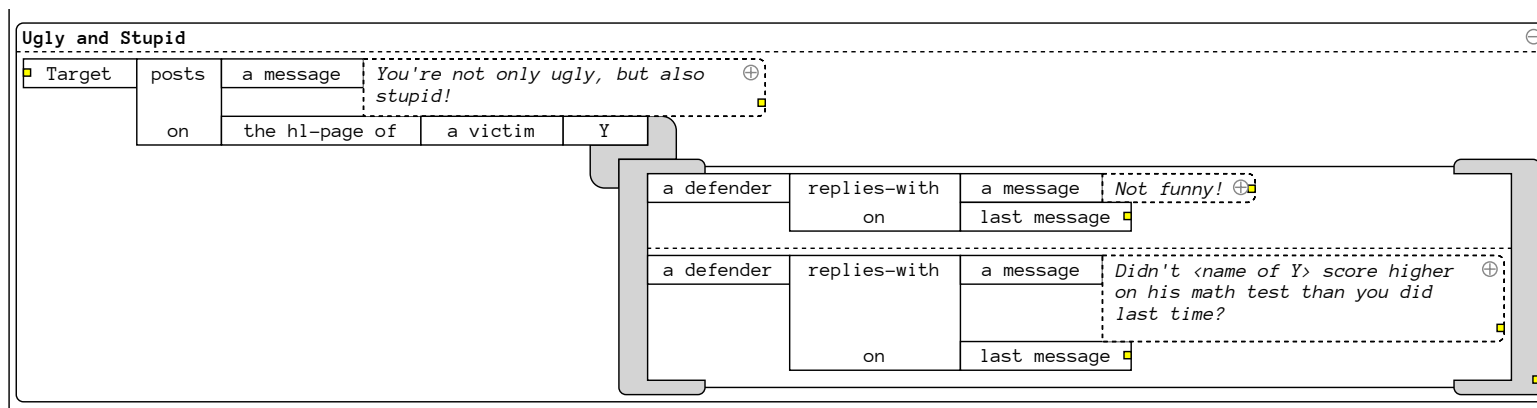 Ugly and Stupid
Target posts a message You're not only ugly, but also
stupid!
on the hl-page of a victim Y
a defender replies-with a message Not funny!
on last message
a defender replies-with a message Didn't <name of Y> score higher
on his math test than you did
last time?
on last message